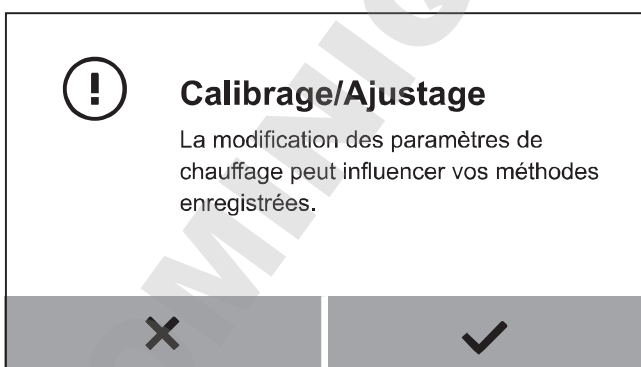 Calibrage/Ajustage
La modification des paramètres de
chauffage peut influencer vos méthodes
enregistrées.